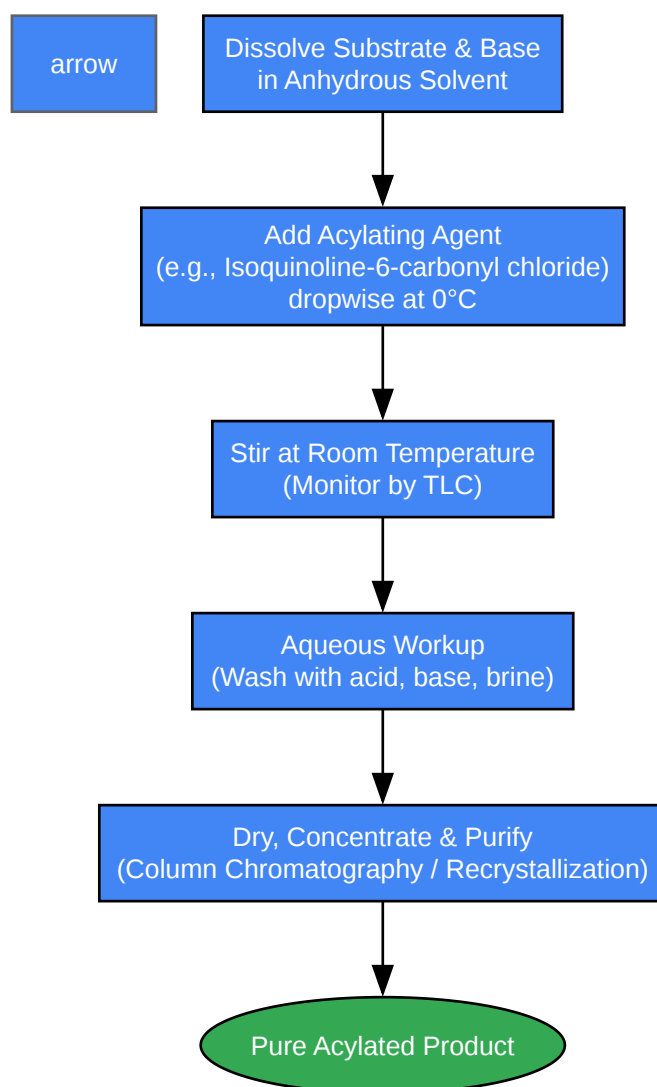 arrow
Dissolve Substrate & Base
in Anhydrous Solvent
Add Acylating Agent
(e.g., Isoquinoline-6-carbonyl chloride)
dropwise at 0°C
Stir at Room Temperature
(Monitor by TLC)
Aqueous Workup
(Wash with acid, base, brine)
Dry, Concentrate & Purify
(Column Chromatography / Recrystallization)
Pure Acylated Product